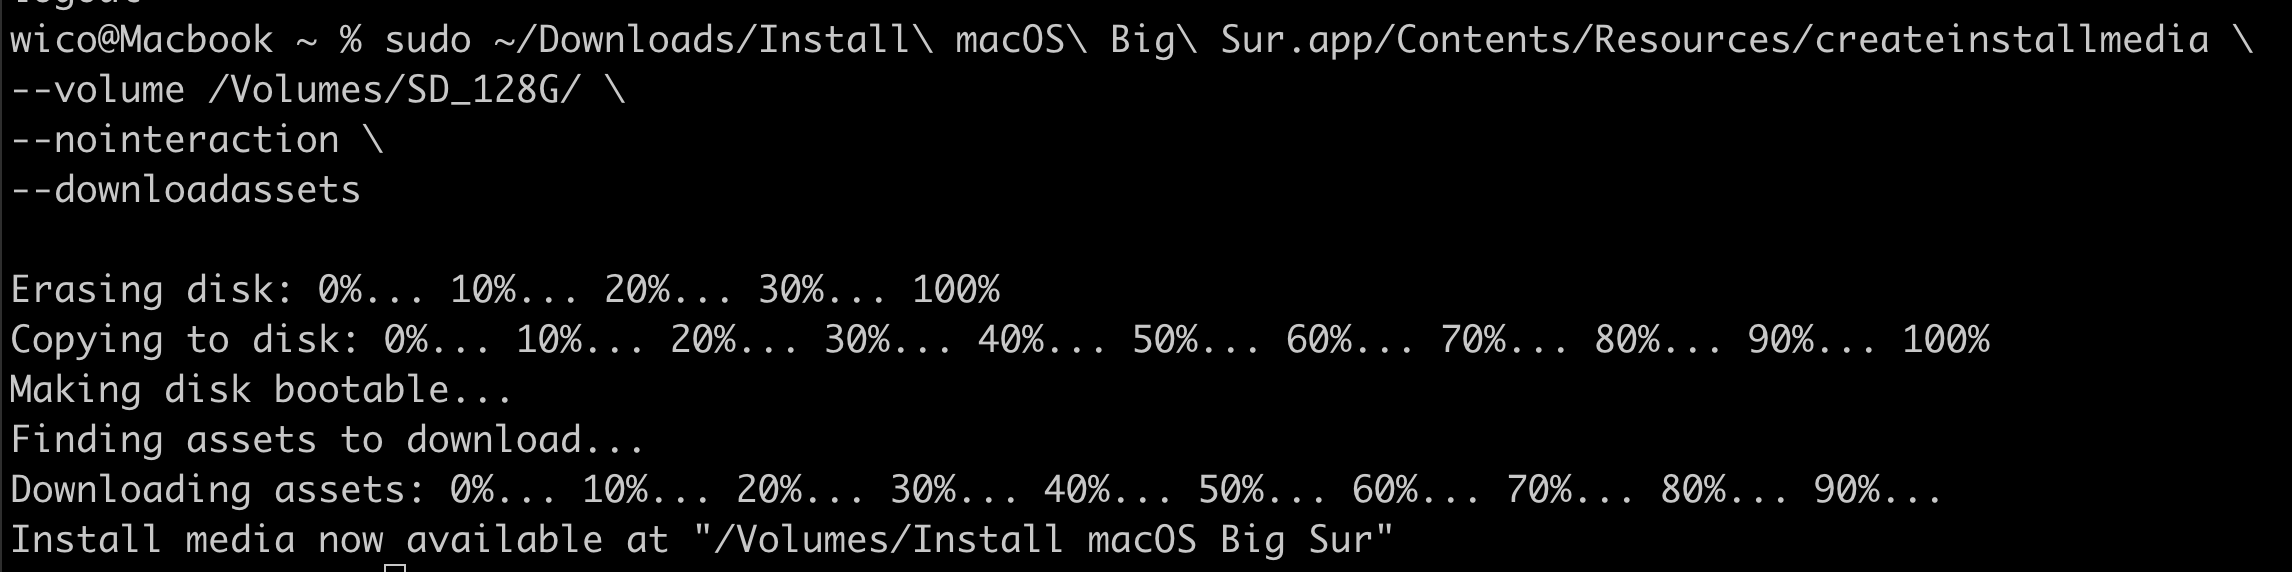 logout
wico@Macbook ~ % sudo ~/Downloads/Install\ macOS\ Big\ Sur.app/Contents/Resources/createinstallmedia \
--volume /Volumes/SD_128G/ \
--nointeraction \
--downloadassets
Erasing disk: 0%... 10%... 20%... 30%... 100%
Copying to disk: 0%... 10%... 20%... 30%... 40%... 50%... 60%... 70%... 80%... 90%... 100%
Making disk bootable...
Finding assets to download...
Downloading assets: 0%... 10%... 20%... 30%... 40%... 50%... 60%... 70%... 80%... 90%...
Install media now available at "/Volumes/Install macOS Big Sur"